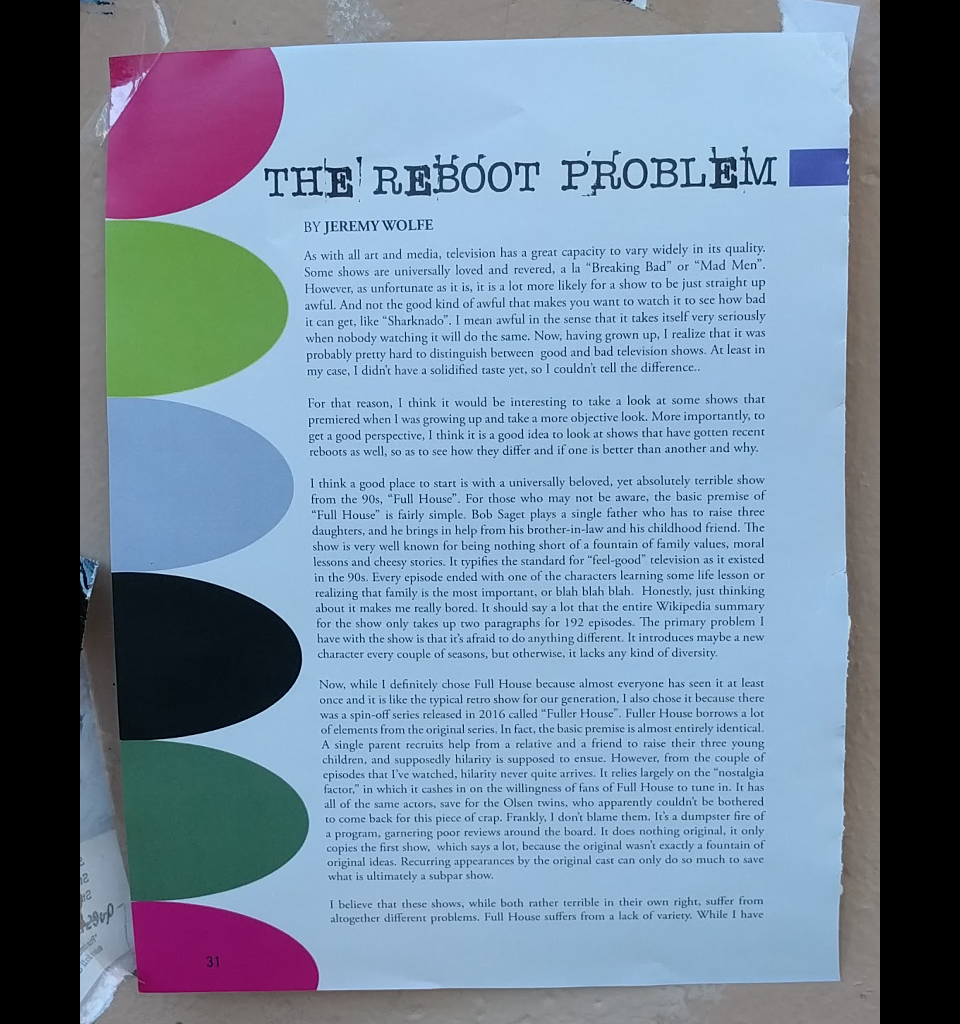 THE REBOOT PROBLEM
BY JEREMY WOLFE
As with all art and media, television has a great capacity to vary widely in its quality.
Some shows are universally loved and revered, a la “Breaking Bad” or “Mad Men”.
However, as unfortunate as it is, it is a lot more likely for a show to be just straight up
awful. And not the good kind of awful that makes you want to watch it to see how bad
it can get, like “Sharknado”. I mean awful in the sense that it takes itself very seriously
when nobody watching it will do the same. Now, having grown up, I realize that it was
probably pretty hard to distinguish between good and bad television shows. At least in
my case, I didn’t have a solidified taste yet, so I couldn’t tell the difference..
For that reason, I think it would be interesting to take a look at some shows that
premiered when I was growing up and take a more objective look. More importantly, to
get a good perspective, I think it is a good idea to look at shows that have gotten recent
reboots as well, so as to see how they differ and if one is better than another and why.
I think a good place to start is with a universally beloved, yet absolutely terrible show
from the 90s, “Full House”. For those who may not be aware, the basic premise of
“Full House” is fairly simple. Bob Saget plays a single father who has to raise three
daughters, and he brings in help from his brother-in-law and his childhood friend. The
show is very well known for being nothing short of a fountain of family values, moral
lessons and cheesy stories. It typifies the standard for “feel-good” television as it existed
in the 90s. Every episode ended with one of the characters learning some life lesson or
realizing that family is the most important, or blah blah blah. Honestly, just thinking
about it makes me really bored. It should say a lot that the entire Wikipedia summary
for the show only takes up two paragraphs for 192 episodes. The primary problem I
have with the show is that it’s afraid to do anything different. It introduces maybe a new
character every couple of seasons, but otherwise, it lacks any kind of diversity.
Now, while I definitely chose Full House because almost everyone has seen it at least
once and it is like the typical retro show for our generation, I also chose it because there
was a spin-off series released in 2016 called “Fuller House”. Fuller House borrows a lot
of elements from the original series. In fact, the basic premise is almost entirely identical.
A single parent recruits help from a relative and a friend to raise their three young
children, and supposedly hilarity is supposed to ensue. However, from the couple of
episodes that I’ve watched, hilarity never quite arrives. It relies largely on the “nostalgia
factor,” in which it cashes in on the willingness of fans of Full House to tune in. It has
all of the same actors, save for the Olsen twins, who apparently couldn’t be bothered
to come back for this piece of crap. Frankly, I don’t blame them. It’s a dumpster fire of
a program, garnering poor reviews around the board. It does nothing original, it only
copies the first show, which says a lot, because the original wasn’t exactly a fountain of
original ideas. Recurring appearances by the original cast can only do so much to save
what is ultimately a subpar show.
I believe that these shows, while both rather terrible in their own right, suffer from
altogether different problems. Full House suffers from a lack of variety. While I have
31